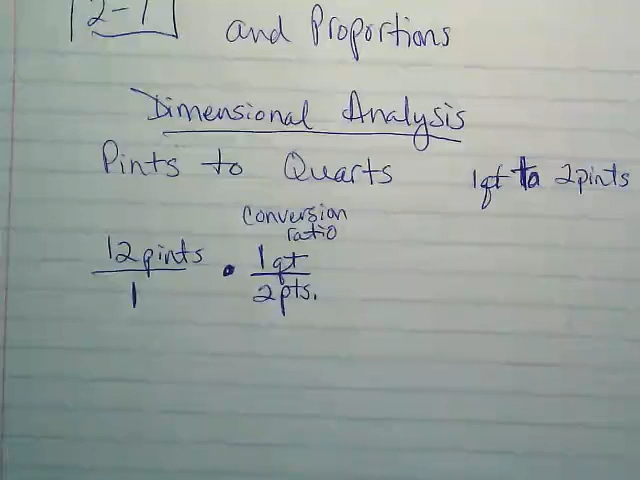 2-1 and Proportions
Dimensional Analysis
Pints to Quarts 1qt to 2pints
conversion
ratio
12pints • 1qt
1 2pts.